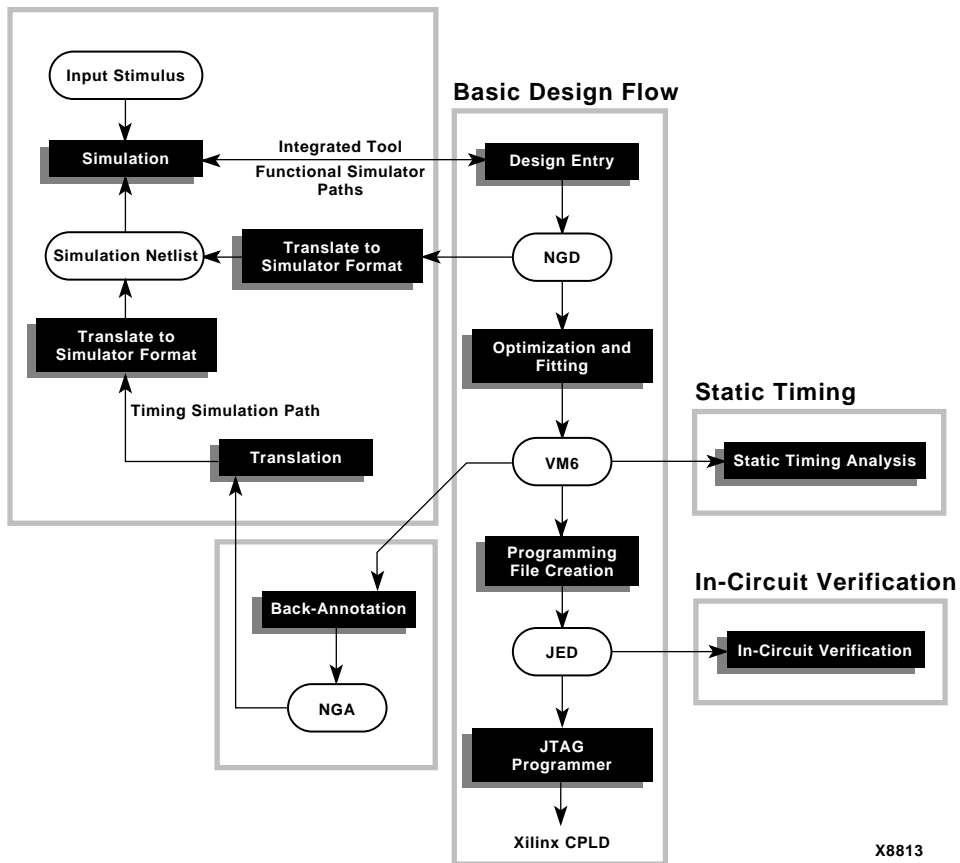 Input Stimulus
Basic Design Flow
Simulation
Integrated Tool
Functional Simulator
Paths
Design Entry
Simulation Netlist
Translate to
Simulator Format
NGD
Translate to
Simulator Format
Optimization and
Fitting
Timing Simulation Path
Static Timing
Translation
VM6
Static Timing Analysis
Programming
File Creation
In-Circuit Verification
Back-Annotation
JED
In-Circuit Verification
NGA
JTAG
Programmer
Xilinx CPLD
X8813